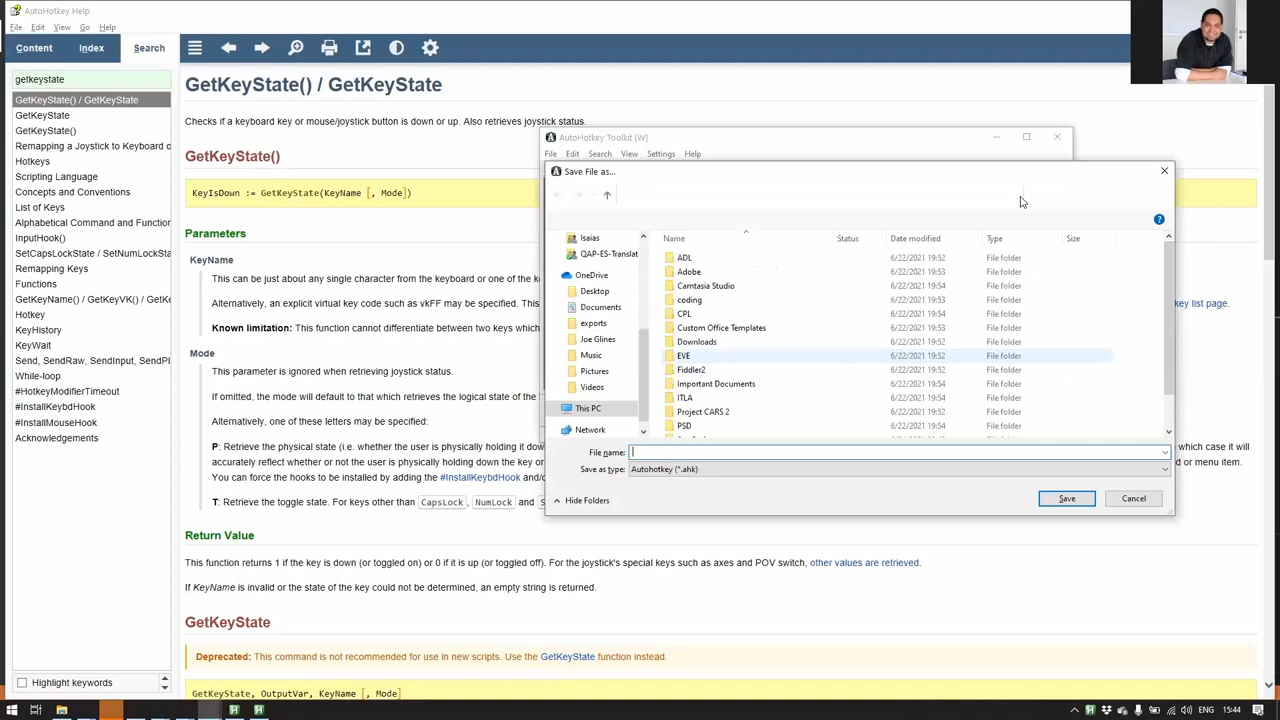 AutoHotkey Help
File Edit View Go Help
Content Index Search
getkeystate
GetKeyState() / GetKeyState
GetKeyState
GetKeyState()
Remapping a Joystick to Keyboard o
Hotkeys
Scripting Language
Concepts and Conventions
List of Keys
Alphabetical Command and Function
InputHook()
SetCapsLockState / SetNumLockState
Remapping Keys
Functions
GetKeyName() / GetKeyVK() / GetKey
Hotkey
KeyHistory
KeyWait
Send, SendRaw, SendInput, SendPl
While-loop
#HotkeyModifierTimeout
#InstallKeybdHook
#InstallMouseHook
Acknowledgements
Highlight keywords
GetKeyState() / GetKeyState
Checks if a keyboard key or mouse/joystick button is down or up. Also retrieves joystick status.
GetKeyState()
KeyIsDown := GetKeyState(KeyName [, Mode])
Parameters
KeyName
This can be just about any single character from the keyboard or one of the k
Alternatively, an explicit virtual key code such as vkFF may be specified. This
key list page.
Known limitation: This function cannot differentiate between two keys which
Mode
This parameter is ignored when retrieving joystick status.
If omitted, the mode will default to that which retrieves the logical state of the
Alternatively, one of these letters may be specified:
P: Retrieve the physical state (i.e. whether the user is physically holding it dow
which case it will
accurately reflect whether or not the user is physically holding down the key or
or menu item.
You can force the hooks to be installed by adding the #InstallKeybdHook and/o
T: Retrieve the toggle state. For keys other than CapsLock, NumLock and S
Return Value
This function returns 1 if the key is down (or toggled on) or 0 if it is up (or toggled off). For the joystick's special keys such as axes and POV switch, other values are retrieved.
If KeyName is invalid or the state of the key could not be determined, an empty string is returned.
GetKeyState
Deprecated: This command is not recommended for use in new scripts. Use the GetKeyState function instead.
GetKeyState, OutputVar, KeyName [, Mode]
AutoHotkey Toolkit [W]
File Edit Search View Settings Help
Save File as...
Isaias
QAP-ES-Translat
OneDrive
Desktop
Documents
exports
Joe Glines
Music
Pictures
Videos
This PC
Network
Name Status Date modified Type Size
ADL 6/22/2021 19:52 File folder
Adobe 6/22/2021 19:53 File folder
Camtasia Studio 6/22/2021 19:54 File folder
coding 6/22/2021 19:53 File folder
CPL 6/22/2021 19:54 File folder
Custom Office Templates 6/22/2021 19:53 File folder
Downloads 6/22/2021 19:52 File folder
EVE 6/22/2021 19:52 File folder
Fiddler2 6/22/2021 19:52 File folder
Important Documents 6/22/2021 19:54 File folder
ITLA 6/22/2021 19:54 File folder
Project CARS 2 6/22/2021 19:52 File folder
PSD 6/22/2021 19:54 File folder
File name:
Save as type: Autohotkey (*.ahk)
Hide Folders
Save Cancel
ENG 15:44